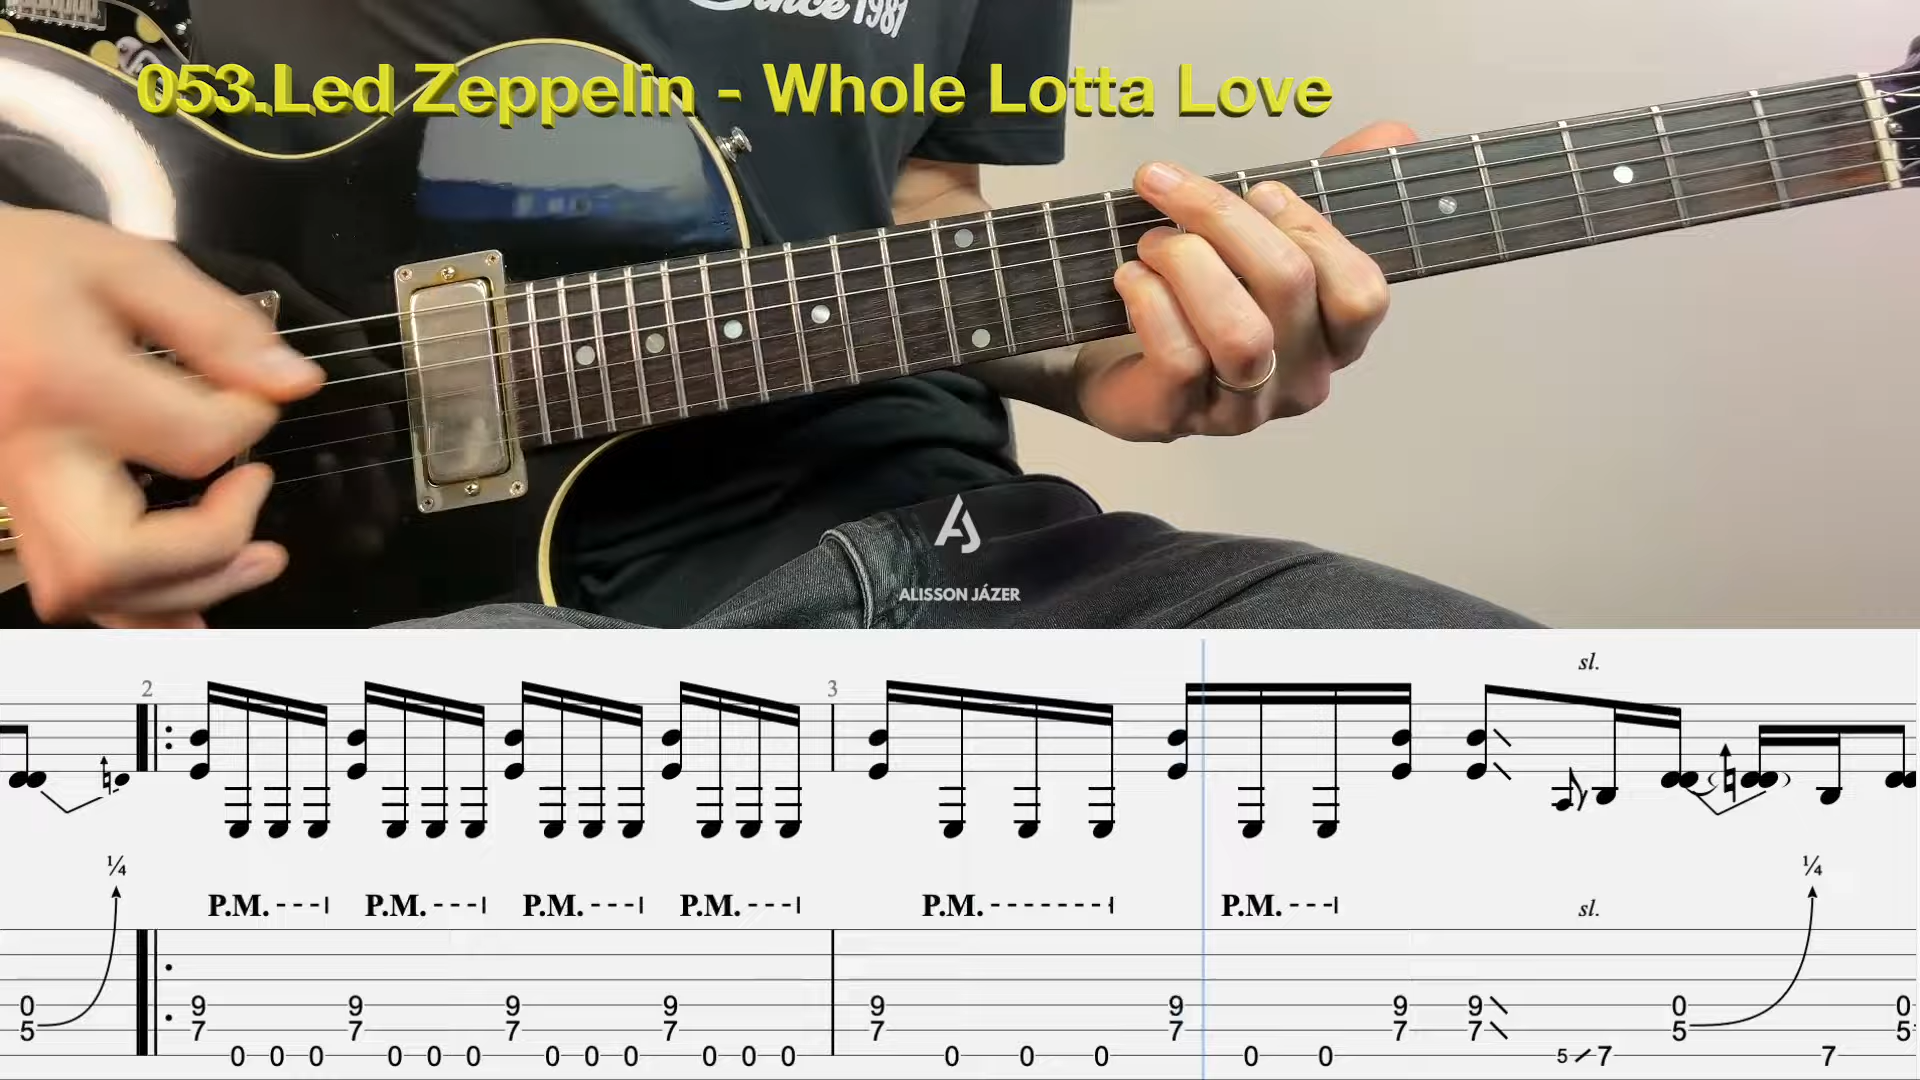 Since 1981
053.Led Zeppelin - Whole Lotta Love
AJ
ALISSON JÁZER
sl.
2 3
¼ ¼
P.M. P.M. P.M. P.M. P.M. P.M. sl.
0 9 9 9 9 9 9 9 9 0 0
5 7 7 7 7 7 7 7 7 5 5
0 0 0 0 0 0 0 0 0 0 0 0 0 0 0 0 0 5 7 7